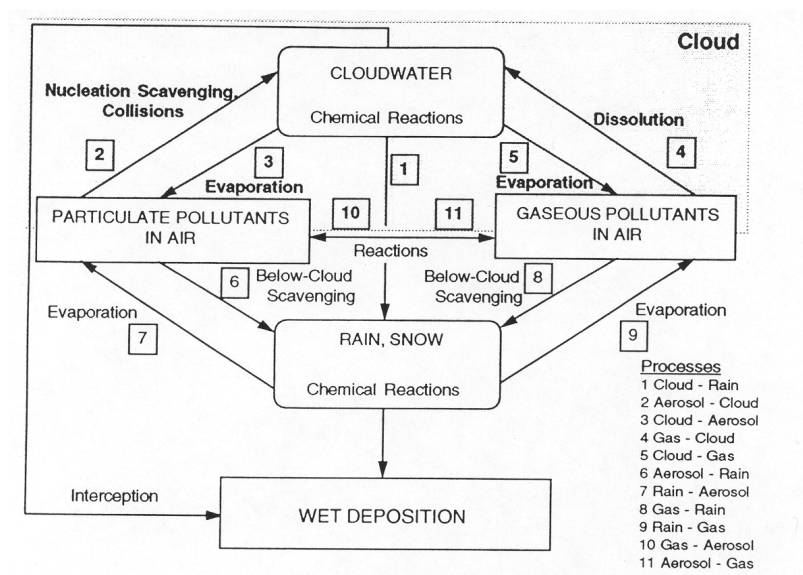 Cloud
CLOUDWATER
Chemical Reactions
Nucleation Scavenging,
Collisions
Dissolution
2
3
1
5
4
Evaporation
Evaporation
PARTICULATE POLLUTANTS
IN AIR
10
11
GASEOUS POLLUTANTS
IN AIR
Reactions
6
Below-Cloud
Scavenging
Below-Cloud
Scavenging
8
Evaporation
7
Evaporation
9
RAIN, SNOW
Chemical Reactions
Processes
1 Cloud - Rain
2 Aerosol - Cloud
3 Cloud - Aerosol
4 Gas - Cloud
5 Cloud - Gas
6 Aerosol - Rain
7 Rain - Aerosol
8 Gas - Rain
9 Rain - Gas
10 Gas - Aerosol
11 Aerosol - Gas
Interception
WET DEPOSITION